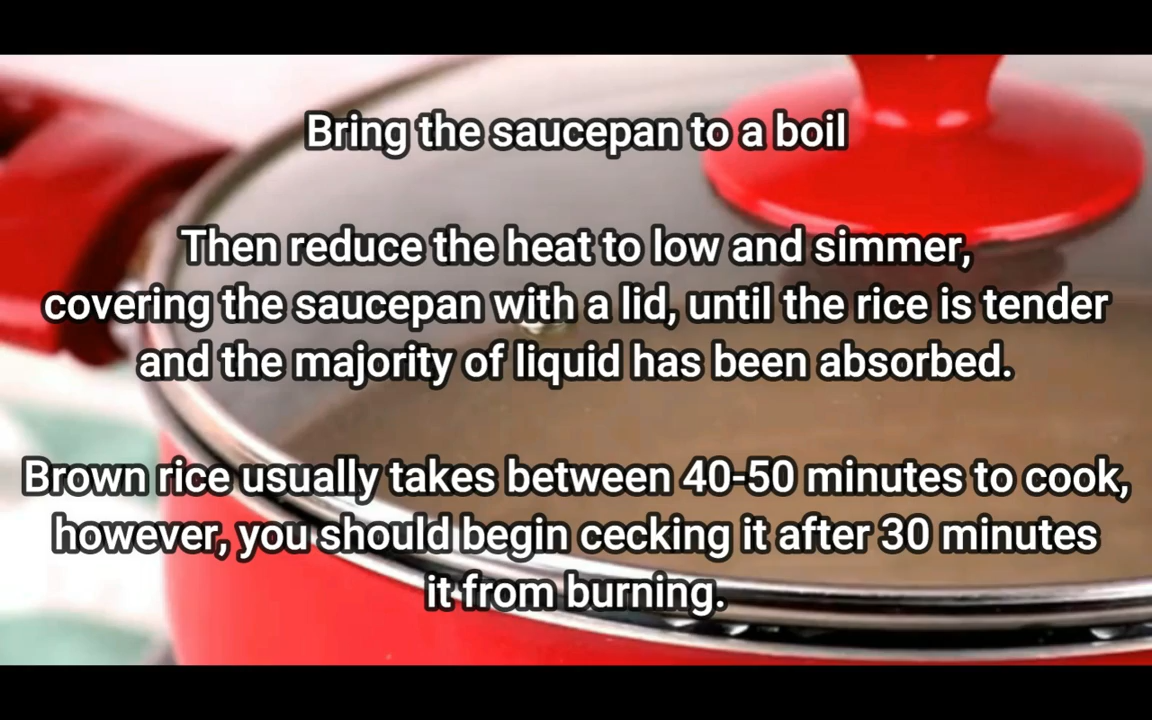 Bring the saucepan to a boil
Then reduce the heat to low and simmer,
covering the saucepan with a lid, until the rice is tender
and the majority of liquid has been absorbed.
Brown rice usually takes between 40-50 minutes to cook,
however, you should begin cecking it after 30 minutes
it from burning.